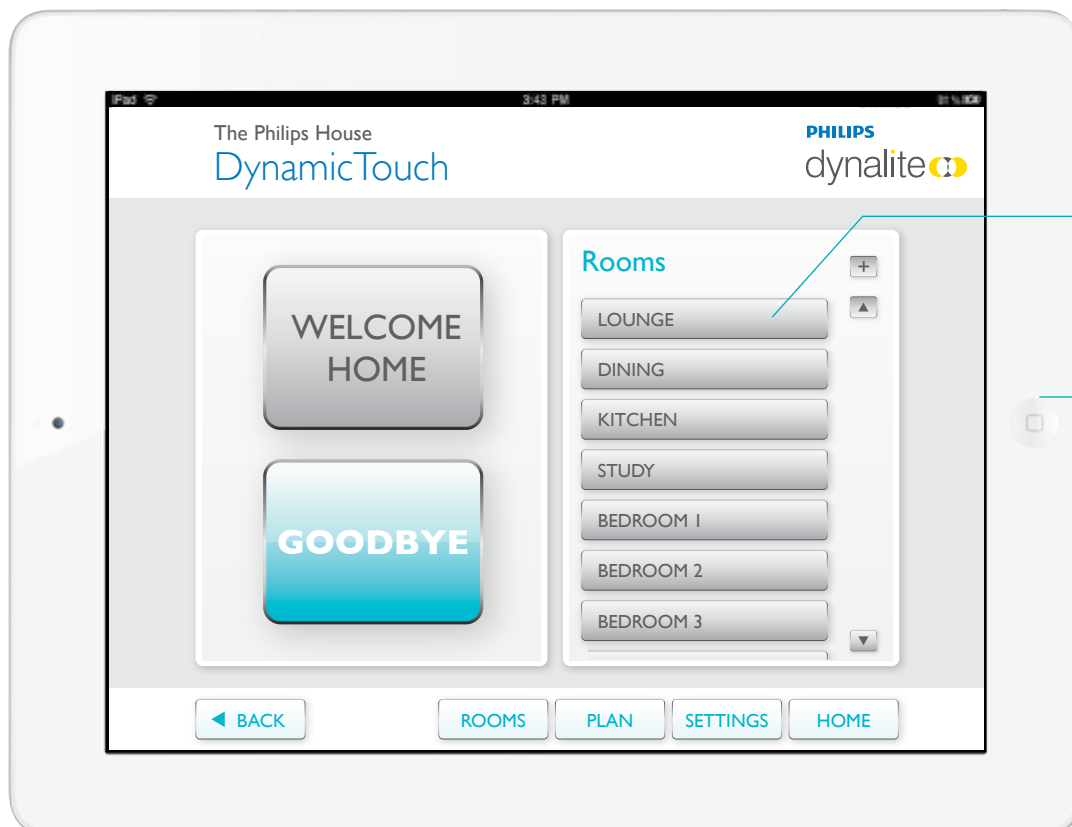 iPad
3:43 PM
The Philips House
DynamicTouch
PHILIPS
dynalite
WELCOME
HOME
GOODBYE
Rooms
+
LOUNGE
DINING
KITCHEN
STUDY
BEDROOM 1
BEDROOM 2
BEDROOM 3
BACK
ROOMS
PLAN
SETTINGS
HOME